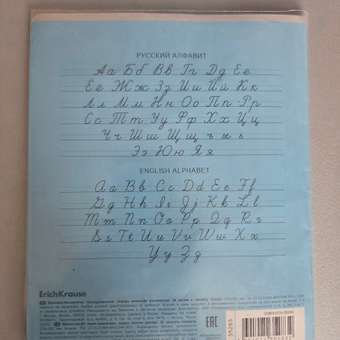 РУССКИЙ АЛФАВИТ
Аа Бб Вв Гг Дд Ее
Ёё Жж Зз Ии Йй Кк
Лл Мм Нн Оо Пп Рр
Сс Тт Уу Фф Хх Цц
Чч Шш Щщ ъ ы ь
Ээ Юю Яя
ENGLISH ALPHABET
Aa Bb Cc Dd Ee Ff
Gg Hh Ii Jj Kk Ll
Mm Nn Oo Pp Qq Rr
Ss Tt Uu Vv Ww Xx
Yy Zz
ErichKrause
EAC